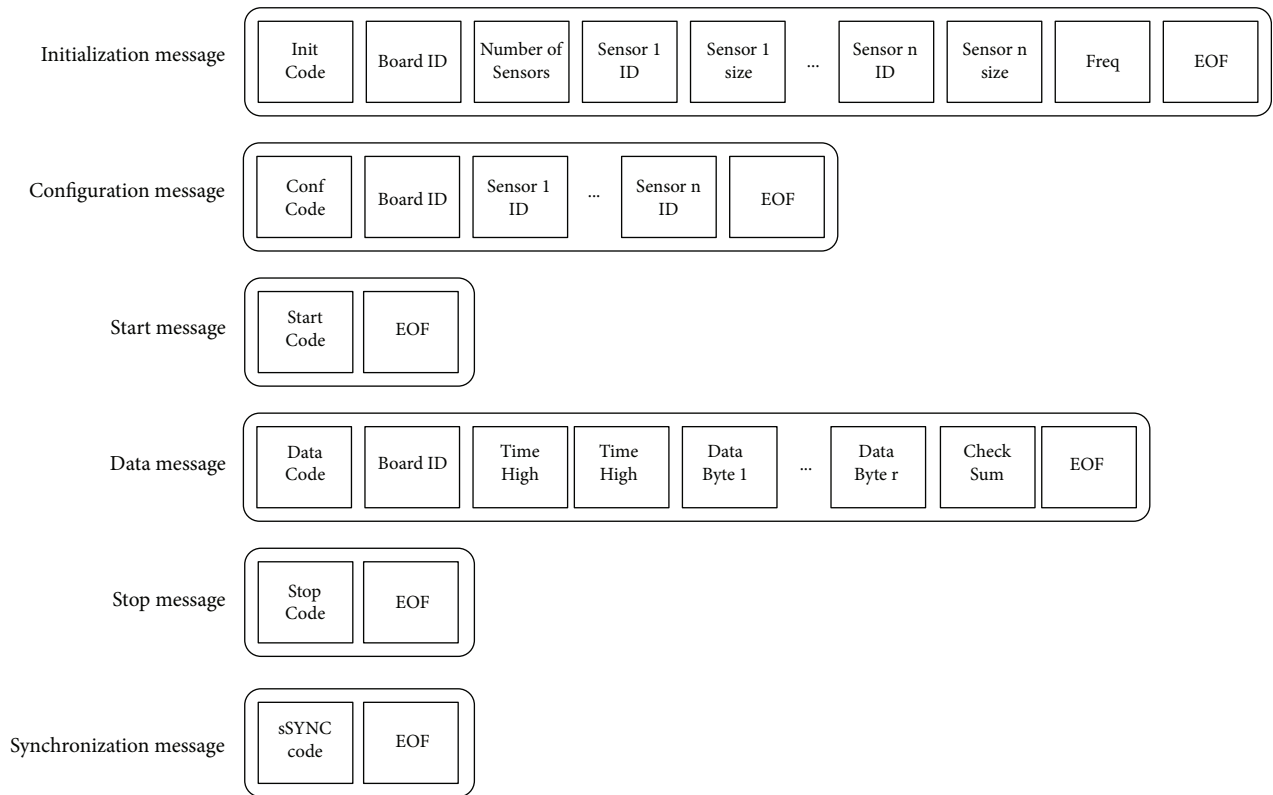 Initialization message
Init
Code
Board ID
Number of
Sensors
Sensor 1
ID
Sensor 1
size
...
Sensor n
ID
Sensor n
size
Freq
EOF
Configuration message
Conf
Code
Board ID
Sensor 1
ID
...
Sensor n
ID
EOF
Start message
Start
Code
EOF
Data message
Data
Code
Board ID
Time
High
Time
High
Data
Byte 1
...
Data
Byte r
Check
Sum
EOF
Stop message
Stop
Code
EOF
Synchronization message
sSYNC
code
EOF